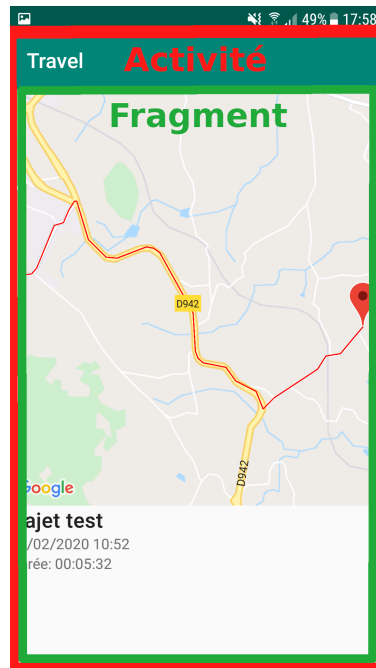 49% 17:58
Travel Activité
Fragment
D942
D942
Google
ajet test
/02/2020 10:52
rée: 00:05:32